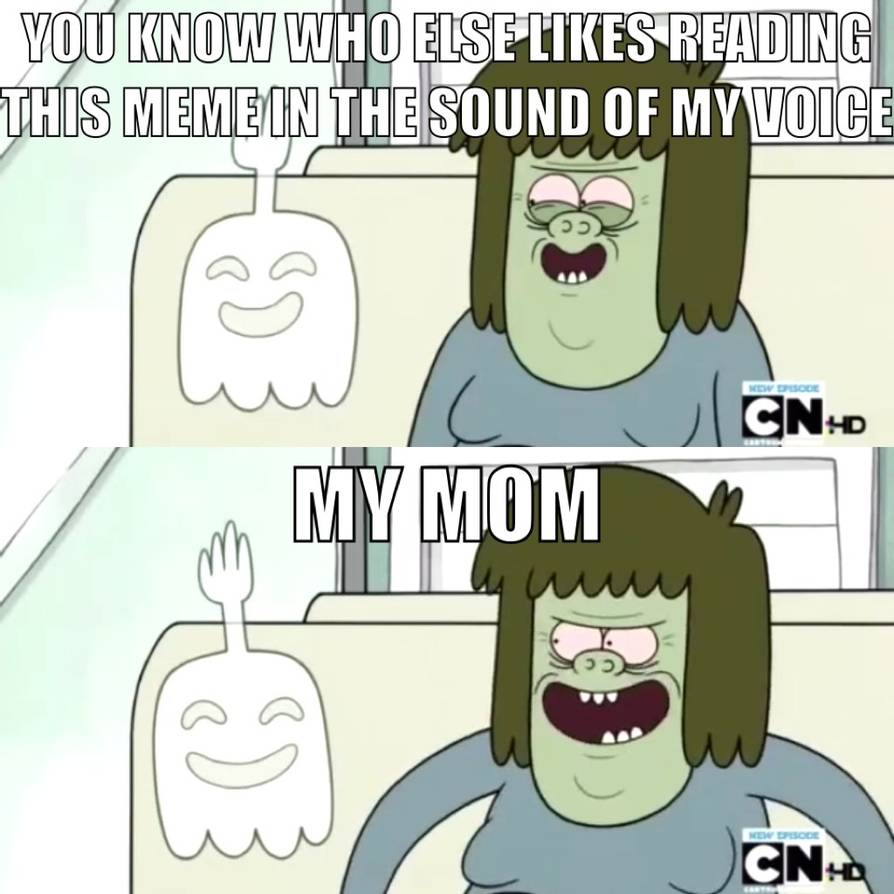 YOU KNOW WHO ELSE LIKES READING
THIS MEME IN THE SOUND OF MY VOICE
NEW EPISODE
CN HD
MY MOM
NEW EPISODE
CN HD